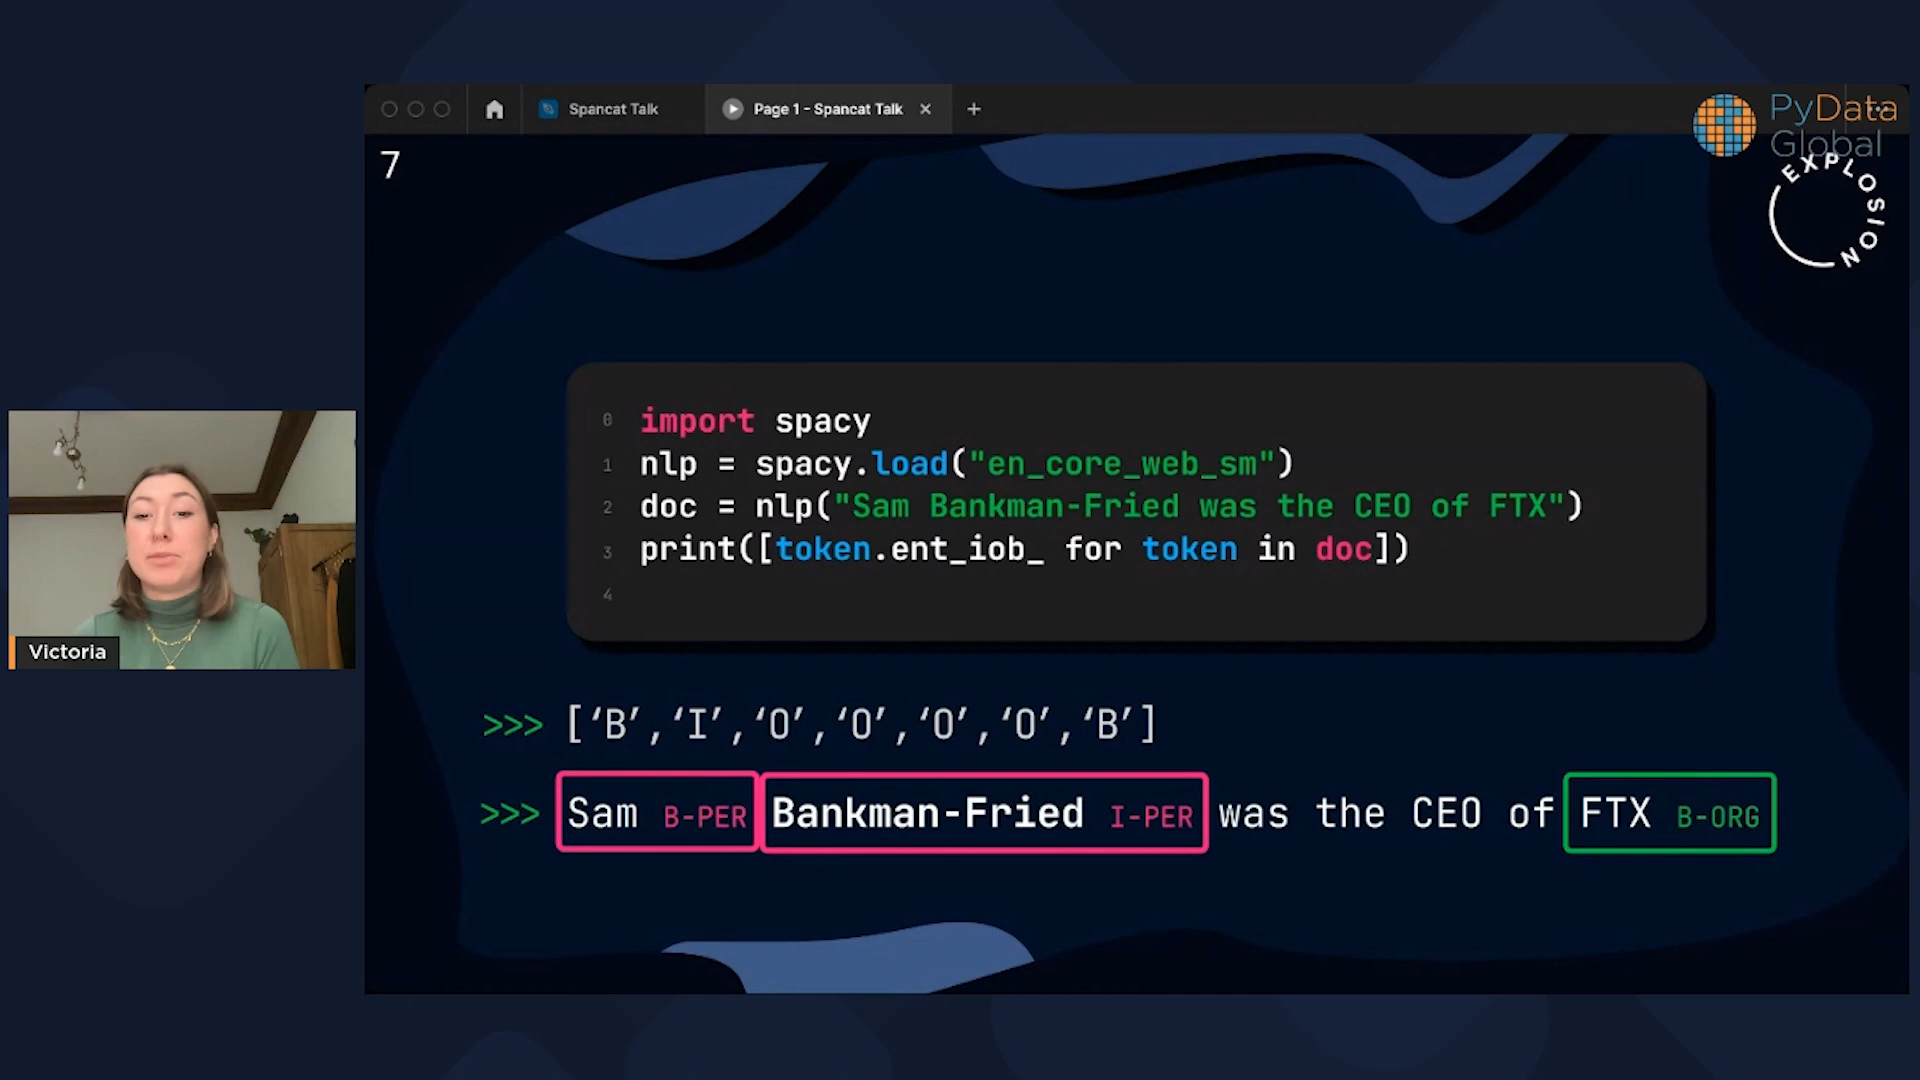 Spancat Talk
Page 1 - Spancat Talk
PyData
Global
EXPLOSION
7
0 import spacy
1 nlp = spacy.load("en_core_web_sm")
2 doc = nlp("Sam Bankman-Fried was the CEO of FTX")
3 print([token.ent_iob_ for token in doc])
4
>>> [‘B’,‘I’,‘O’,‘O’,‘O’,‘O’,‘B’]
>>> Sam B-PER Bankman-Fried I-PER was the CEO of FTX B-ORG
Victoria